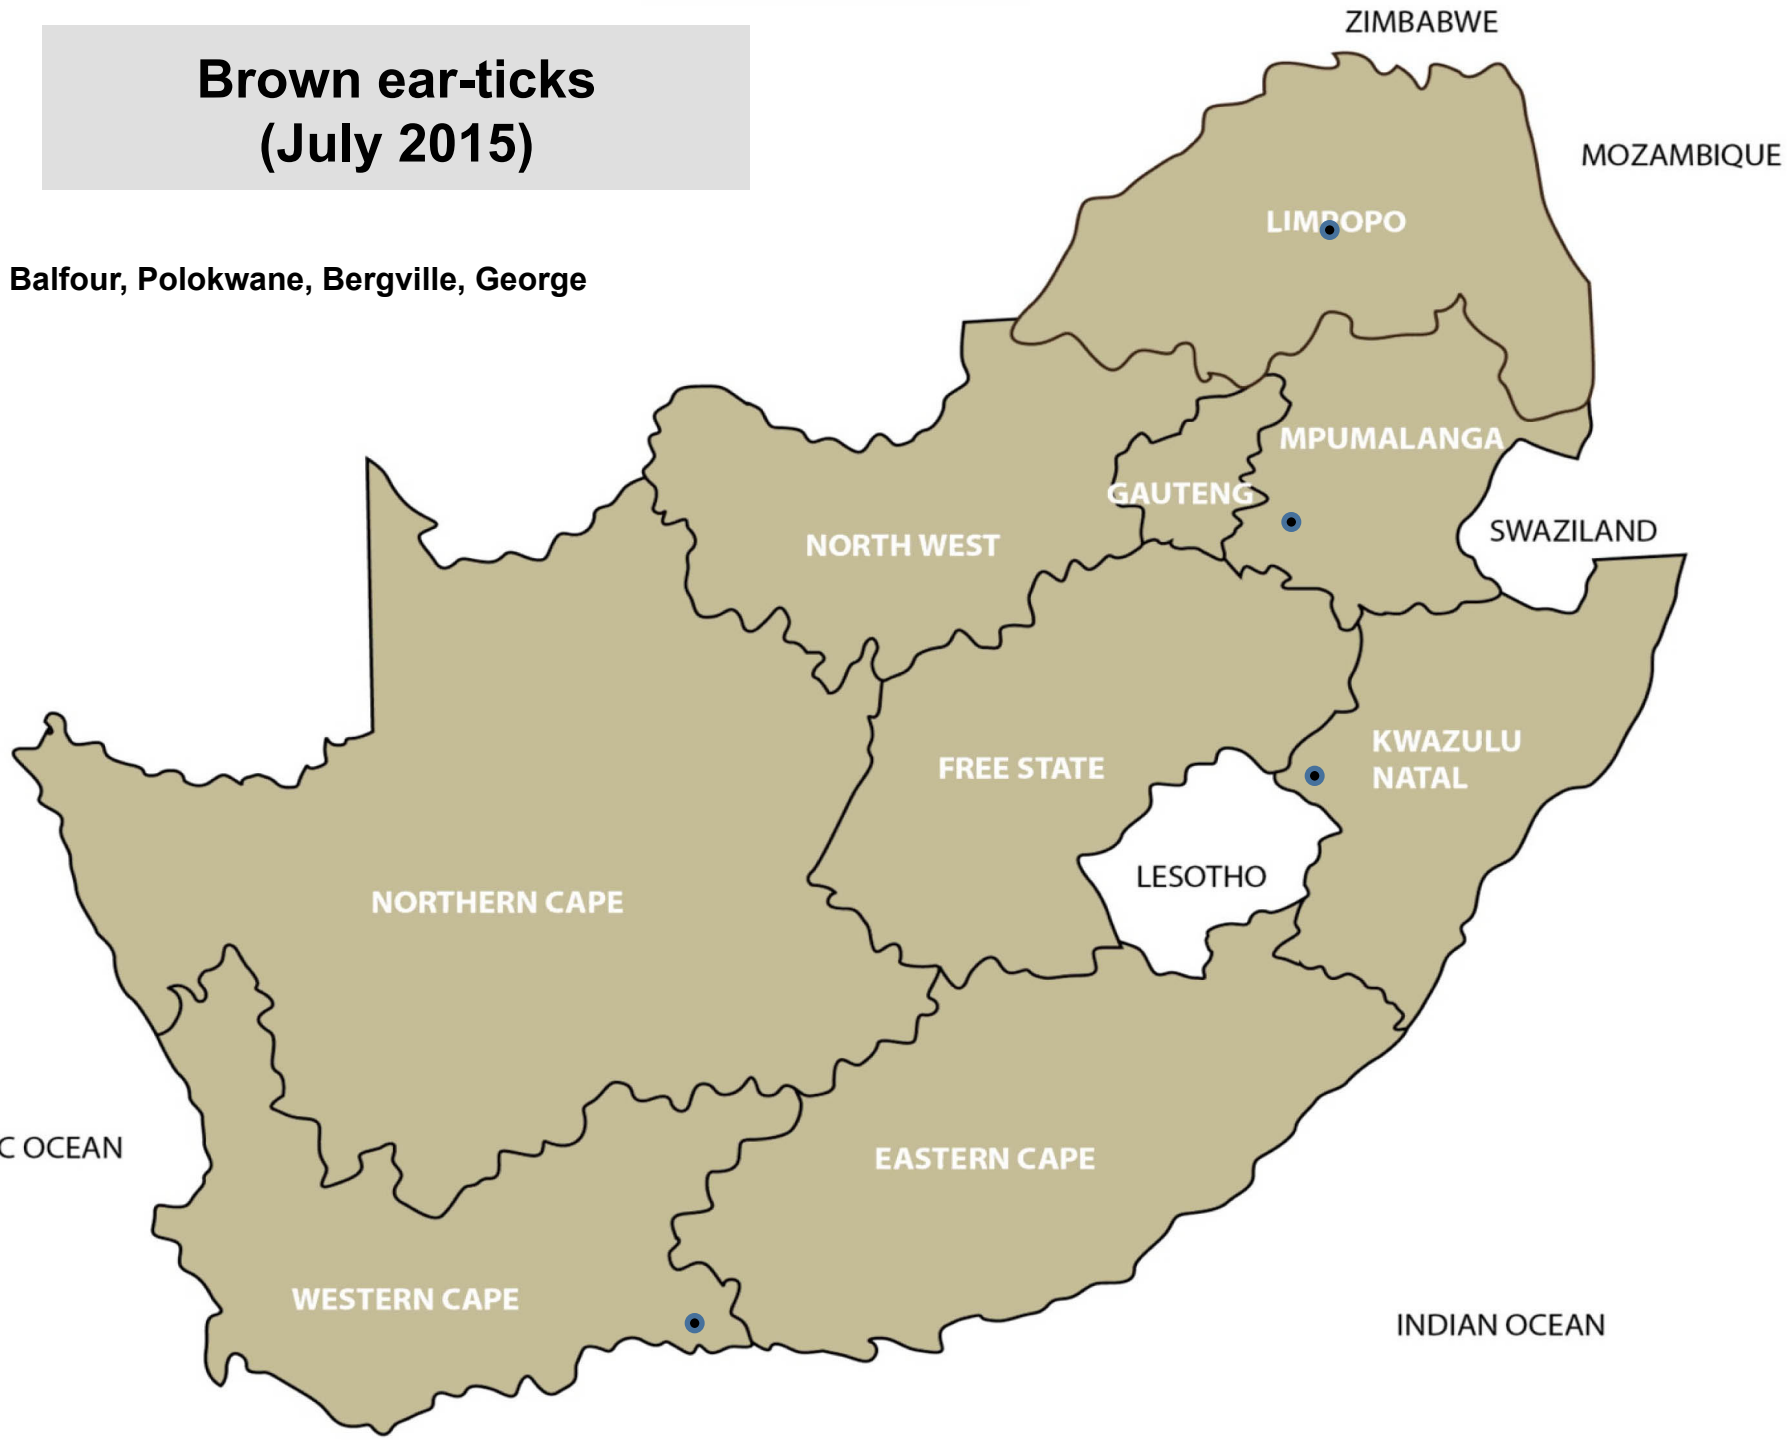 ZIMBABWE
Brown ear-ticks
(July 2015)
MOZAMBIQUE
LIMPOPO
Balfour, Polokwane, Bergville, George
MPUMALANGA
GAUTENG
SWAZILAND
NORTH WEST
KWAZULU
NATAL
FREE STATE
LESOTHO
NORTHERN CAPE
C OCEAN
EASTERN CAPE
WESTERN CAPE
INDIAN OCEAN